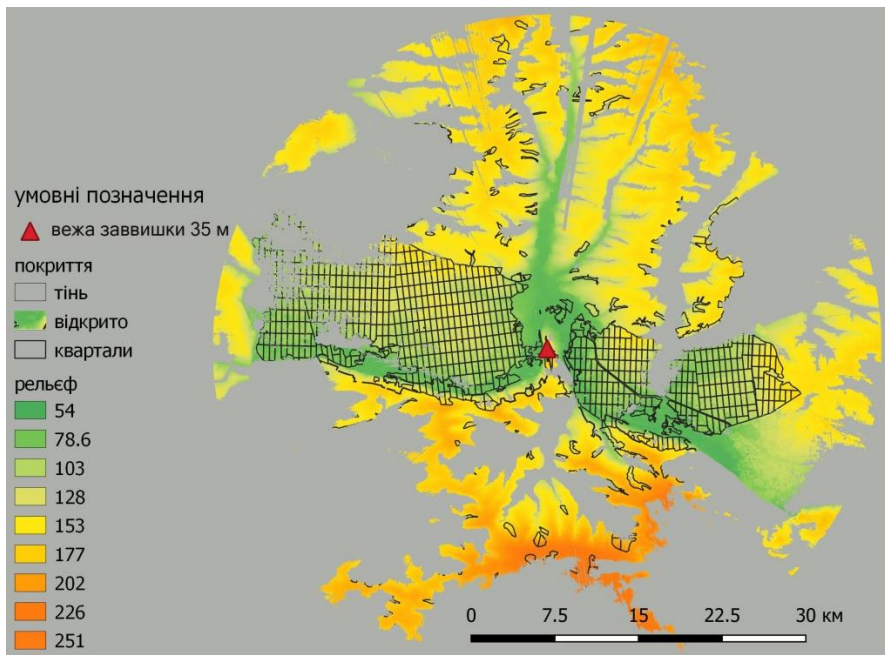 умовні позначення
вежа заввишки 35 м
покриття
тінь
відкрито
квартали
рельєф
54
78.6
103
128
153
177
202
226
251
0 7.5 15 22.5 30 км